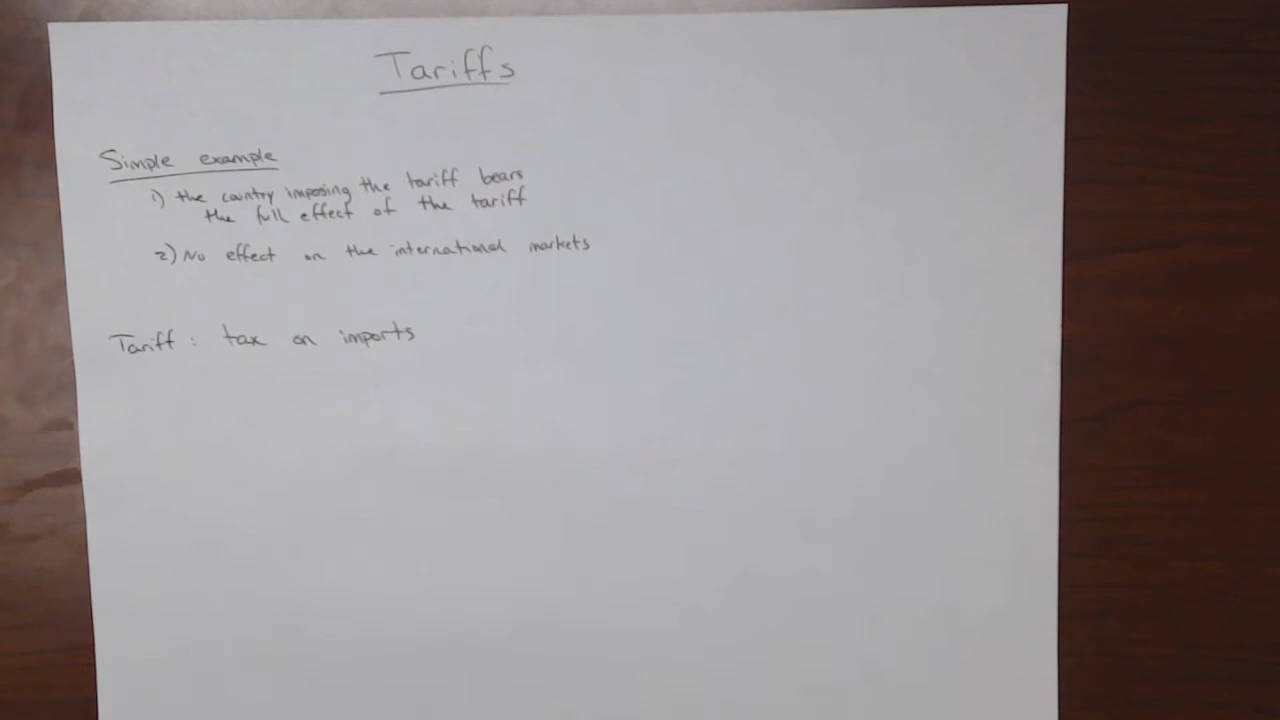 Tariffs
Simple example
1) the country imposing the tariff bears
the full effect of the tariff
2) No effect on the international markets
Tariff: tax on imports